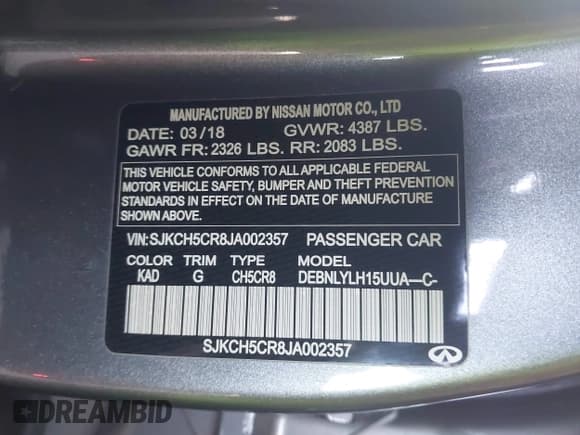 MANUFACTURED BY NISSAN MOTOR CO., LTD
DATE: 03/18 GVWR: 4387 LBS.
GAWR FR: 2326 LBS. RR: 2083 LBS.
THIS VEHICLE CONFORMS TO ALL APPLICABLE FEDERAL
MOTOR VEHICLE SAFETY, BUMPER AND THEFT PREVENTION
STANDARDS IN EFFECT ON THE DATE OF MANUFACTURE
SHOWN ABOVE.
VIN:SJKCH5CR8JA002357 PASSENGER CAR
COLOR TRIM TYPE MODEL
KAD G CH5CR8 DEBNLYLH15UUA—C-
SJKCH5CR8JA002357
DREAMBID